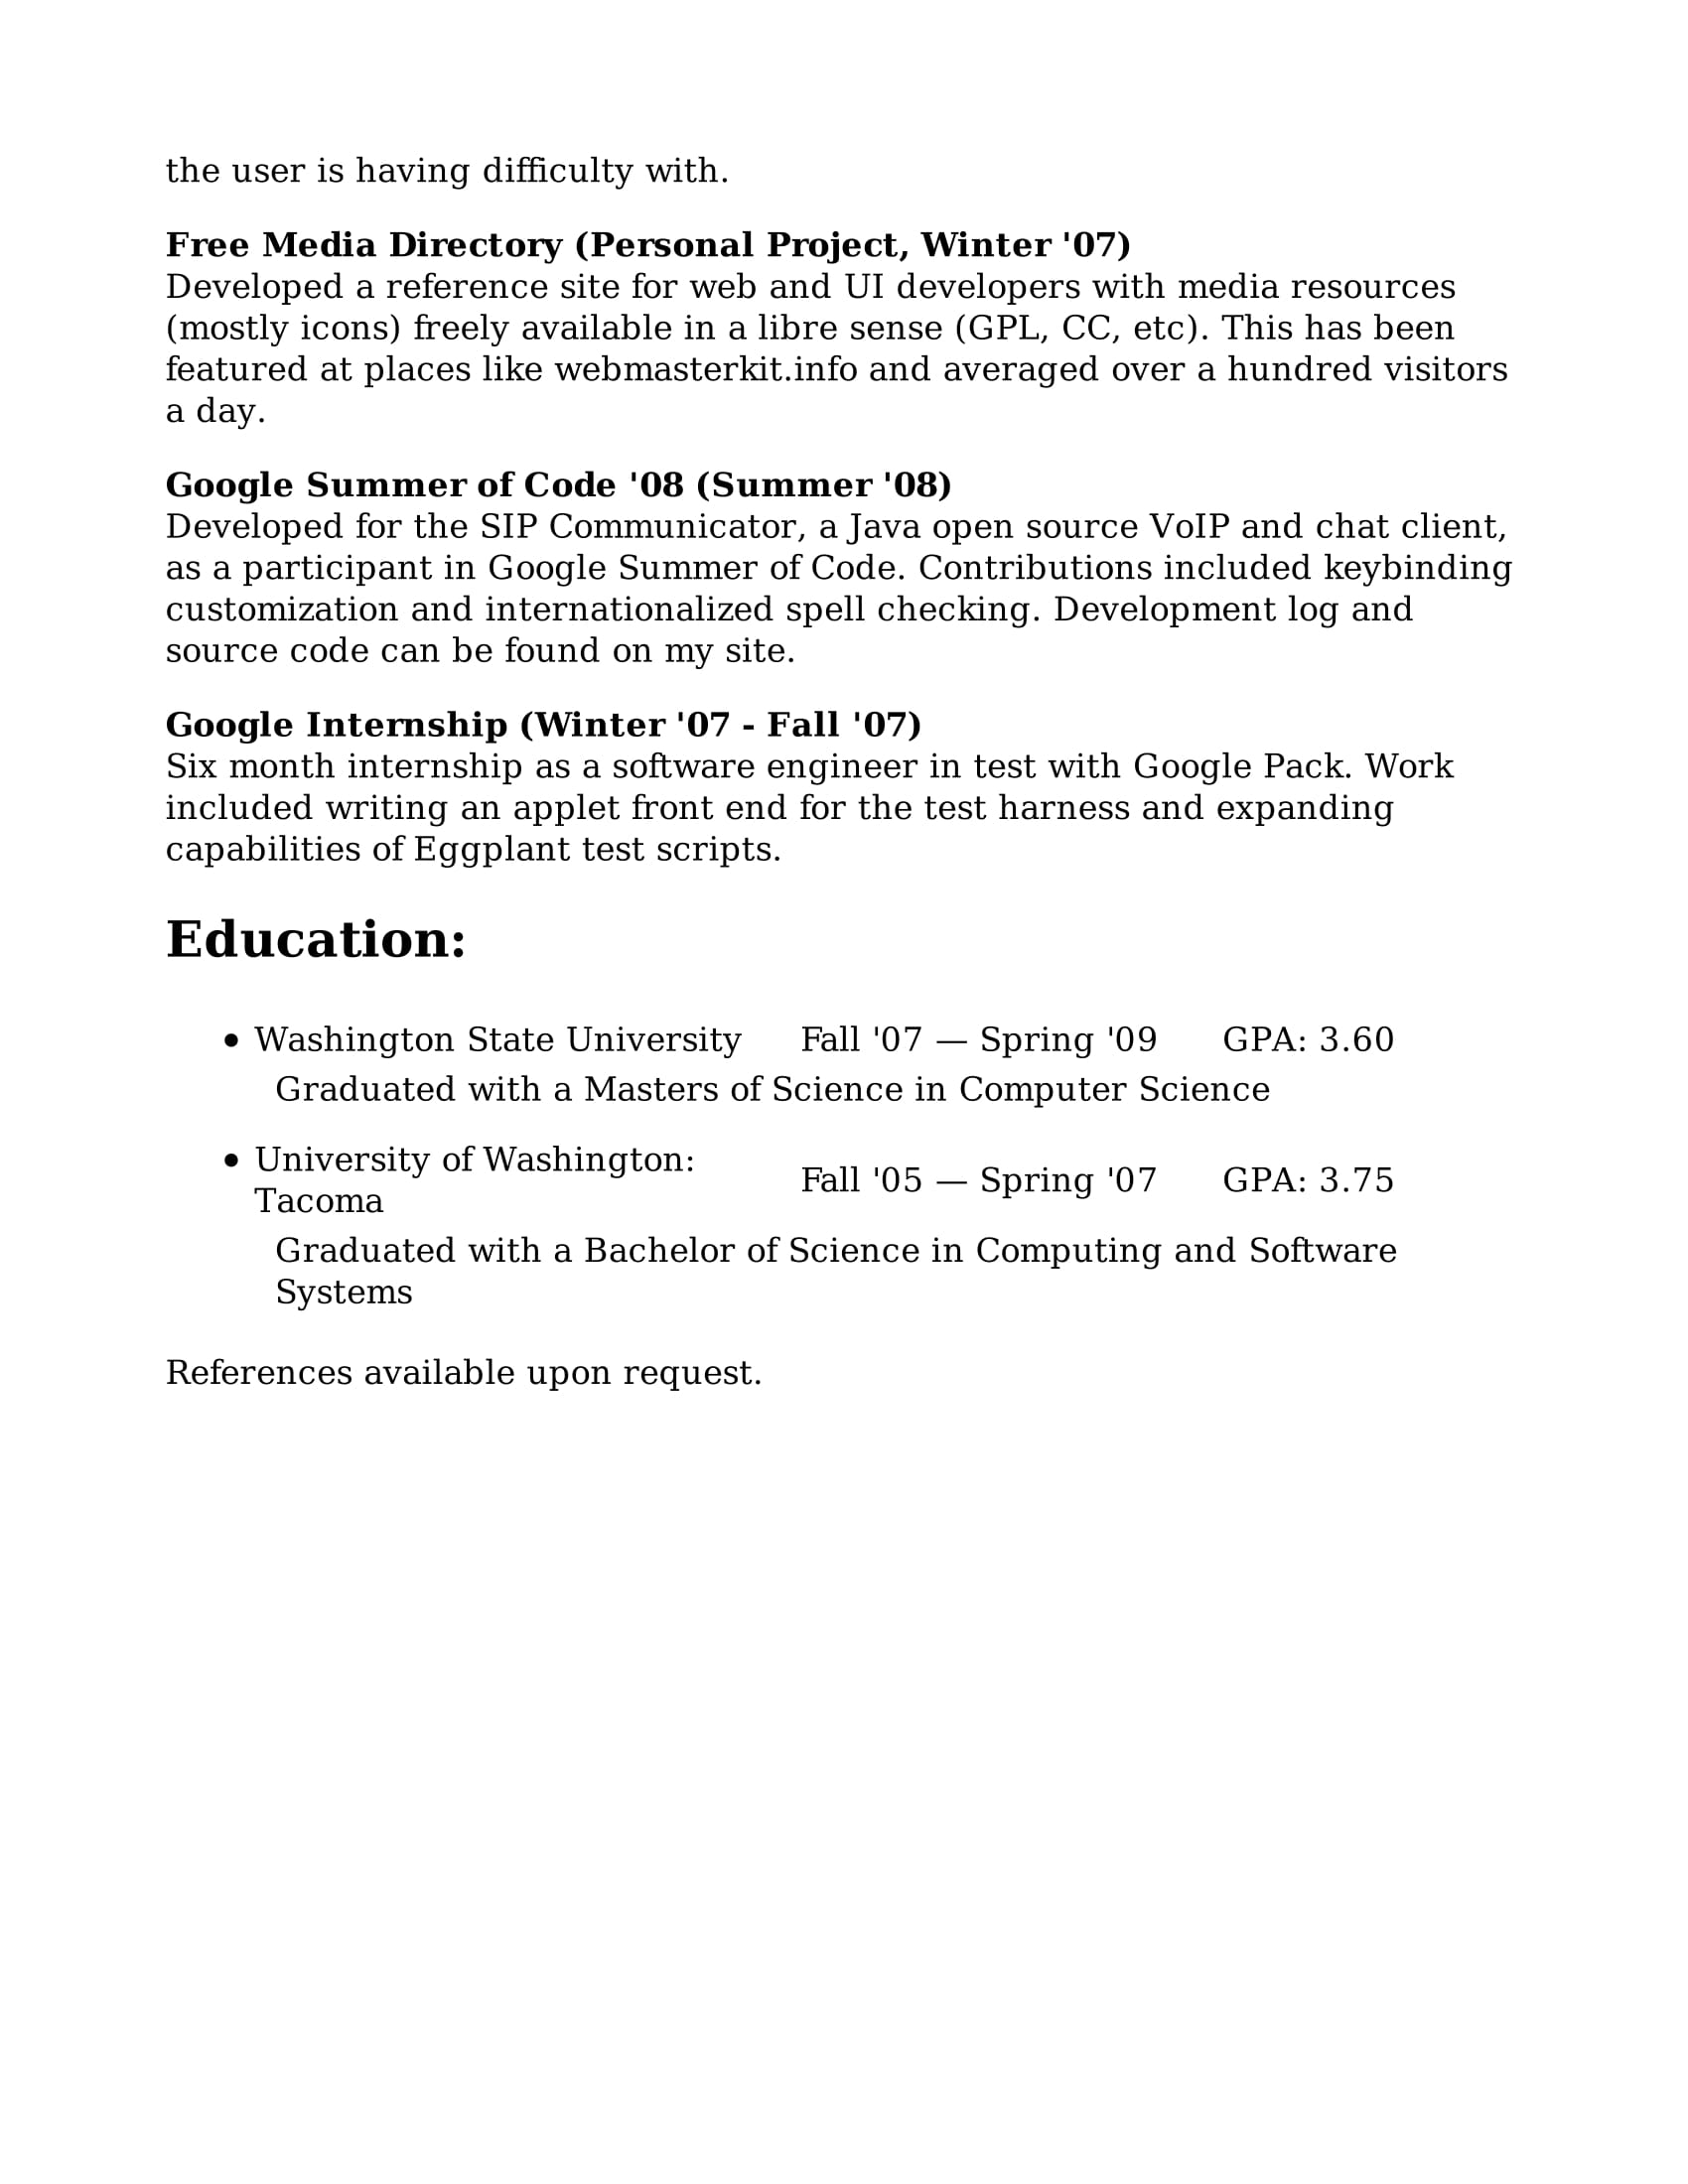 the user is having difficulty with.
Free Media Directory (Personal Project, Winter '07)
Developed a reference site for web and UI developers with media resources
(mostly icons) freely available in a libre sense (GPL, CC, etc). This has been
featured at places like webmasterkit.info and averaged over a hundred visitors
a day.
Google Summer of Code '08 (Summer '08)
Developed for the SIP Communicator, a Java open source VoIP and chat client,
as a participant in Google Summer of Code. Contributions included keybinding
customization and internationalized spell checking. Development log and
source code can be found on my site.
Google Internship (Winter '07 - Fall '07)
Six month internship as a software engineer in test with Google Pack. Work
included writing an applet front end for the test harness and expanding
capabilities of Eggplant test scripts.
Education:
• Washington State University Fall '07 — Spring '09 GPA: 3.60
Graduated with a Masters of Science in Computer Science
• University of Washington:
Tacoma Fall '05 — Spring '07 GPA: 3.75
Graduated with a Bachelor of Science in Computing and Software
Systems
References available upon request.